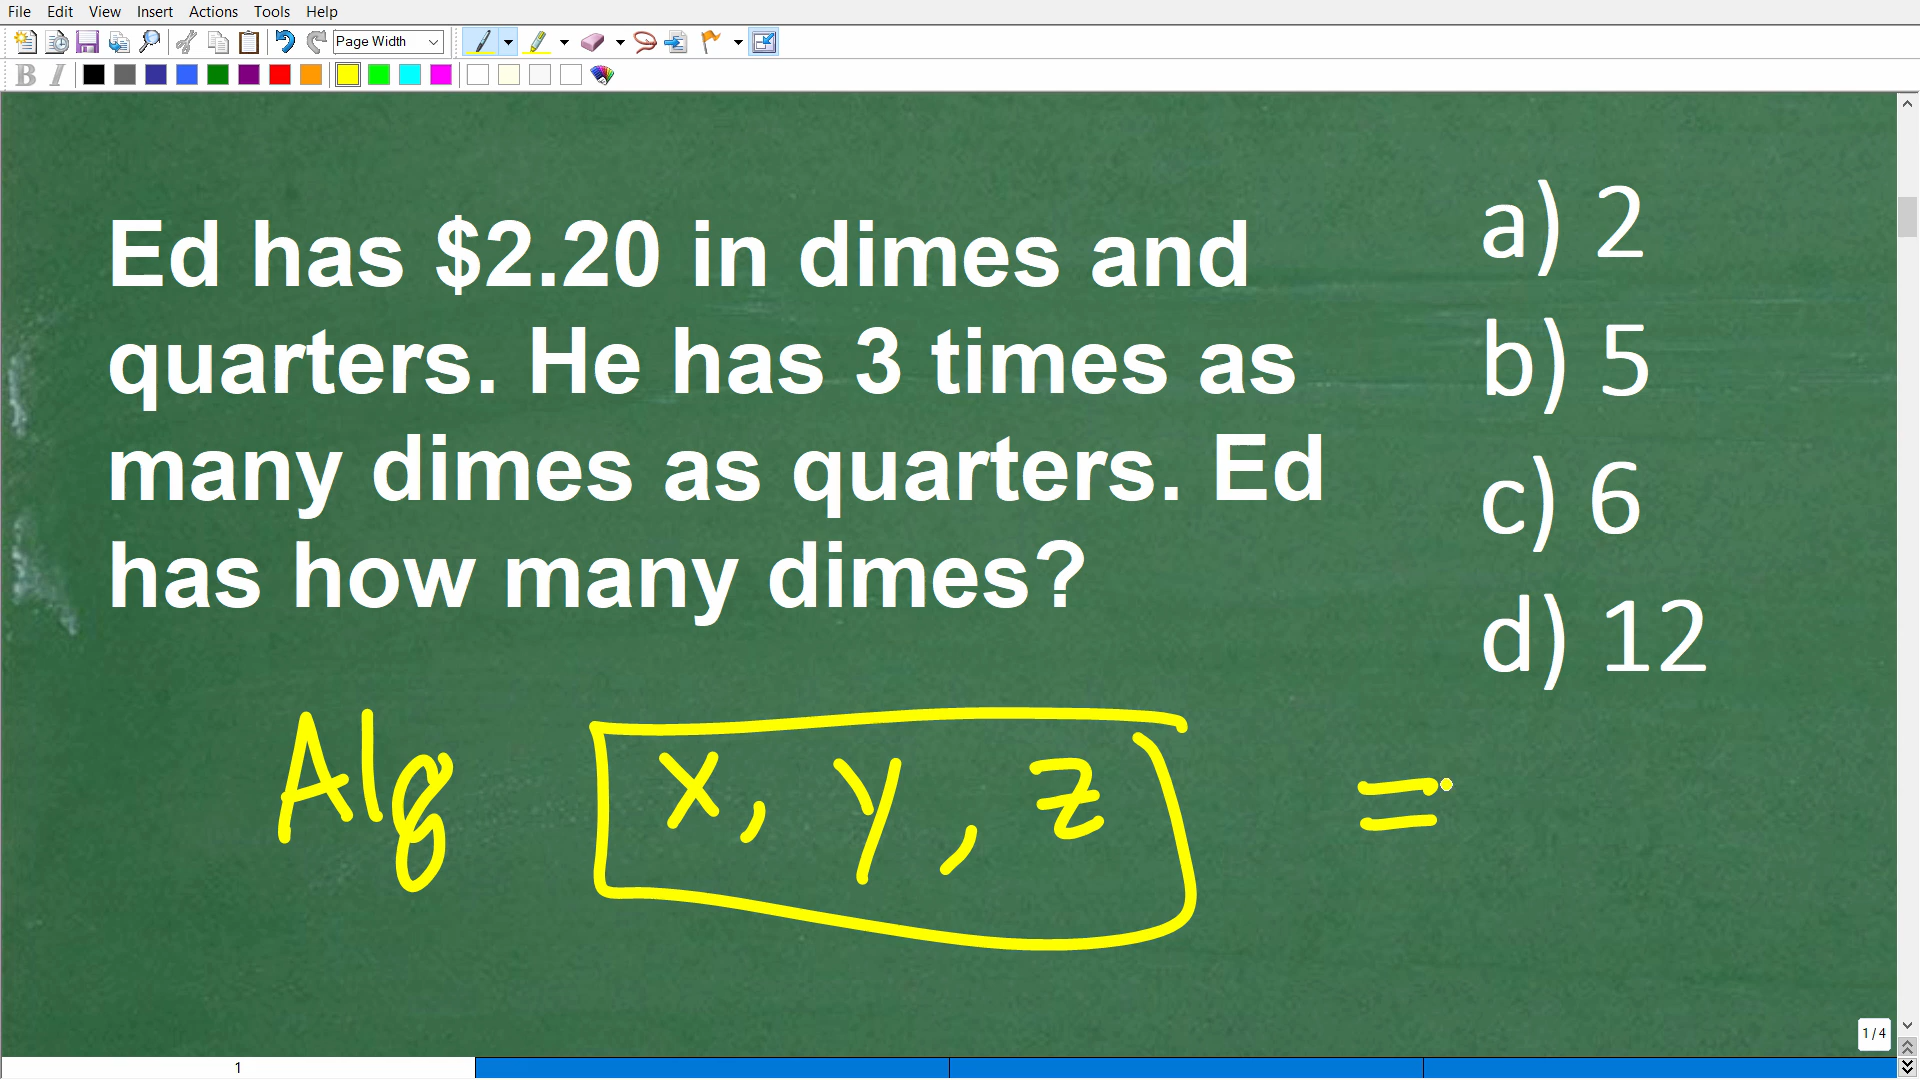 File Edit View Insert Actions Tools Help
Page Width
B I
Ed has $2.20 in dimes and
quarters. He has 3 times as
many dimes as quarters. Ed
has how many dimes?
a) 2
b) 5
c) 6
d) 12
Alg x, y, z =
1 / 4
1